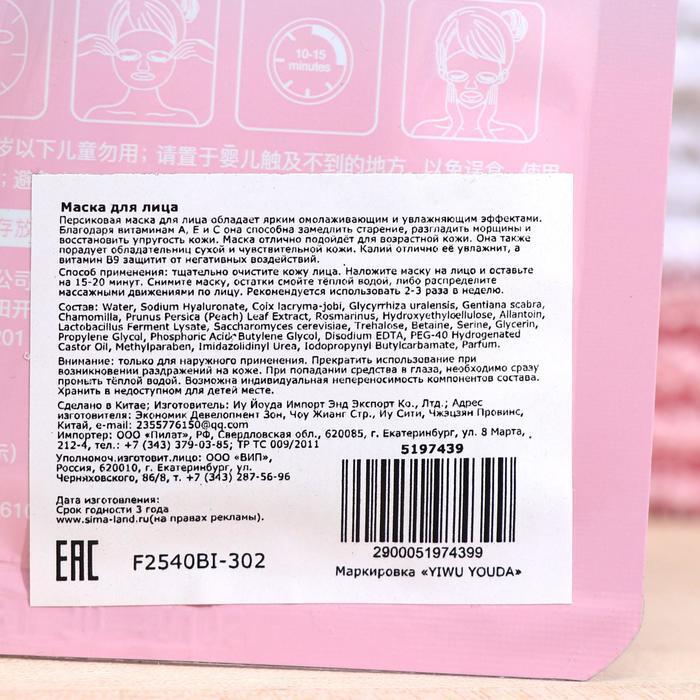 10-15
minutes
岁以下儿童勿用；请置于婴儿触及不到的地方，以免误食，使用
；避
存放
公司
田开
201
示）
Маска для лица
Персиковая маска для лица обладает ярким омолаживающим и увлажняющим эффектами.
Благодаря витаминам А, Е и С она способна замедлить старение, разгладить морщины и
восстановить упругость кожи. Маска отлично подойдёт для возрастной кожи. Она также
порадует обладательниц сухой и чувствительной кожи. Калий отлично её увлажнит, а
витамин В9 защитит от негативных воздействий.
Способ применения: тщательно очистите кожу лица. Наложите маску на лицо и оставьте
на 15-20 минут. Снимите маску, остатки смойте тёплой водой, либо распределите
массажными движениями по лицу. Рекомендуется использовать 2-3 раза в неделю.
Состав: Water, Sodium Hyaluronate, Coix lacryma-jobi, Glycyrrhiza uralensis, Gentiana scabra,
Chamomilla, Prunus Persica (Peach) Leaf Extract, Rosmarinus, Hydroxyethylcellulose, Allantoin,
Lactobacillus Ferment Lysate, Saccharomyces cerevisiae, Trehalose, Betaine, Serine, Glycerin,
Propylene Glycol, Phosphoric Acid, Butylene Glycol, Disodium EDTA, PEG-40 Hydrogenated
Castor Oil, Methylparaben, Imidazolidinyl Urea, Iodopropynyl Butylcarbamate, Parfum.
Внимание: только для наружного применения. Прекратить использование при
возникновении раздражений на коже. При попадании средства в глаза, необходимо сразу
промыть тёплой водой. Возможна индивидуальная непереносимость компонентов состава.
Хранить в недоступном для детей месте.
Сделано в Китае; Изготовитель: Иу Йоуда Импорт Энд Экспорт Ко., Лтд.; Адрес
изготовителя: Экономик Девелопмент Зон, Чоу Жианг Стр., Иу Сити, Чжэцзян Провинс,
Китай, e-mail: 2355776150@qq.com
Импортер: ООО «Пилат», РФ, Свердловская обл., 620085, г. Екатеринбург, ул. 8 Марта,
212-4, тел.: +7 (343) 379-03-85; ТР ТС 009/2011
Уполномоч.изготовит.лицо: ООО «ВИП»,
Россия, 620010, г. Екатеринбург, ул.
Черняховского, 86/8, т. +7 (343) 287-56-96
5197439
Дата изготовления:
Срок годности 3 года
www.sima-land.ru(на правах рекламы).
2900051974399
EAC
F2540BI-302
Маркировка «YIWU YOUDA»